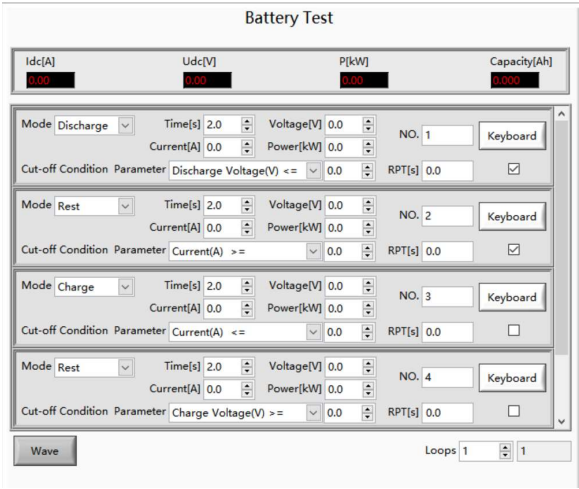 Battery Test
Idc[A] Udc[V] P[kW] Capacity[Ah]
0.00 0.00 0.00 0.000
Mode Discharge Time[s] 2.0 Voltage[V] 0.0 NO. 1 Keyboard
Current[A] 0.0 Power[kW] 0.0
Cut-off Condition Parameter Discharge Voltage(V) <= 0.0 RPT[s] 0.0
Mode Rest Time[s] 2.0 Voltage[V] 0.0 NO. 2 Keyboard
Current[A] 0.0 Power[kW] 0.0
Cut-off Condition Parameter Current(A) >= 0.0 RPT[s] 0.0
Mode Charge Time[s] 2.0 Voltage[V] 0.0 NO. 3 Keyboard
Current[A] 0.0 Power[kW] 0.0
Cut-off Condition Parameter Current(A) <= 0.0 RPT[s] 0.0
Mode Rest Time[s] 2.0 Voltage[V] 0.0 NO. 4 Keyboard
Current[A] 0.0 Power[kW] 0.0
Cut-off Condition Parameter Charge Voltage(V) >= 0.0 RPT[s] 0.0
Wave Loops 1 1